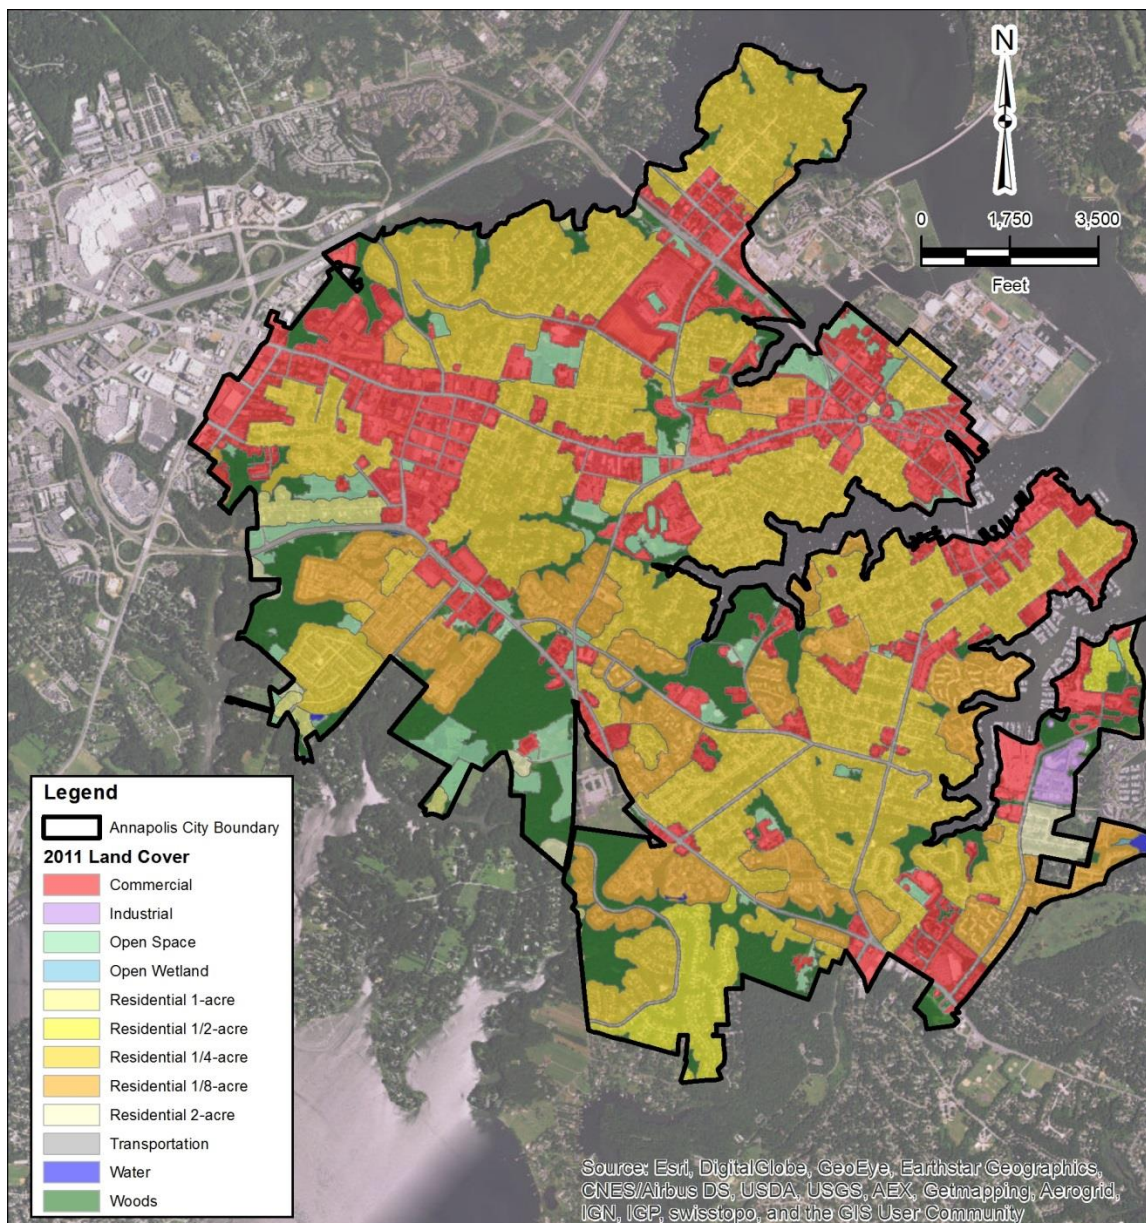 N
0 1,750 3,500
Feet
Legend
Annapolis City Boundary
2011 Land Cover
Commercial
Industrial
Open Space
Open Wetland
Residential 1-acre
Residential 1/2-acre
Residential 1/4-acre
Residential 1/8-acre
Residential 2-acre
Transportation
Water
Woods
Source: Esri, DigitalGlobe, GeoEye, Earthstar Geographics,
CNES/Airbus DS, USDA, USGS, AEX, Getmapping, Aerogrid,
IGN, IGP, swisstopo, and the GIS User Community